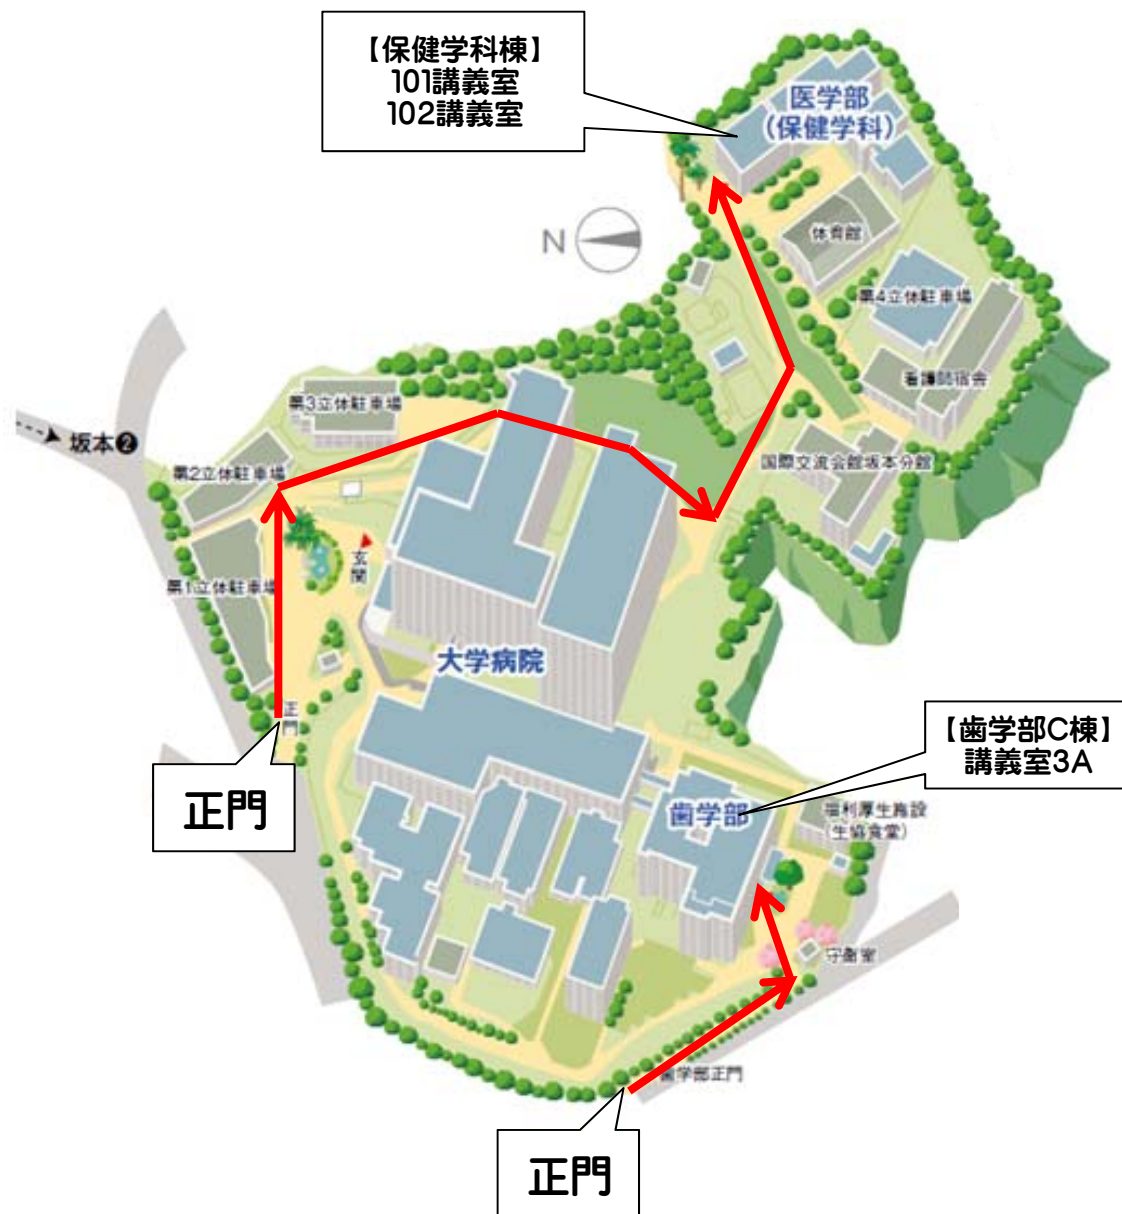 【保健学科棟】
101講義室
102講義室
医学部
（保健学科）
N
体育館
第4立体駐車場
看護師宿舎
第3立体駐車場
坂本❷
第2立体駐車場
国際交流会館坂本分館
玄関
第1立体駐車場
大学病院
正門
正門
【歯学部C棟】
講義室3A
歯学部
福利厚生施設
（生協食堂）
守衛室
歯学部正門
正門